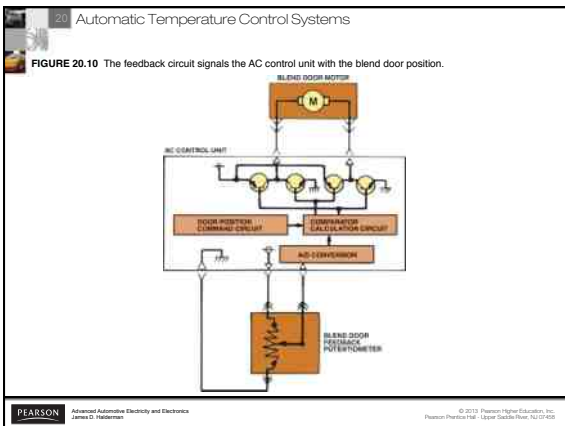 20 Automatic Temperature Control Systems
FIGURE 20.10 The feedback circuit signals the AC control unit with the blend door position.
BLEND DOOR MOTOR
M
AC CONTROL UNIT
DOOR-POSITION
COMMAND CIRCUIT
COMPARATOR
CALCULATION CIRCUIT
A/D CONVERSION
BLEND DOOR
FEEDBACK
POTENTIOMETER
PEARSON
Advanced Automotive Electricity and Electronics
James D. Halderman
© 2013 Pearson Higher Education, Inc.
Pearson Prentice Hall - Upper Saddle River, NJ 07458